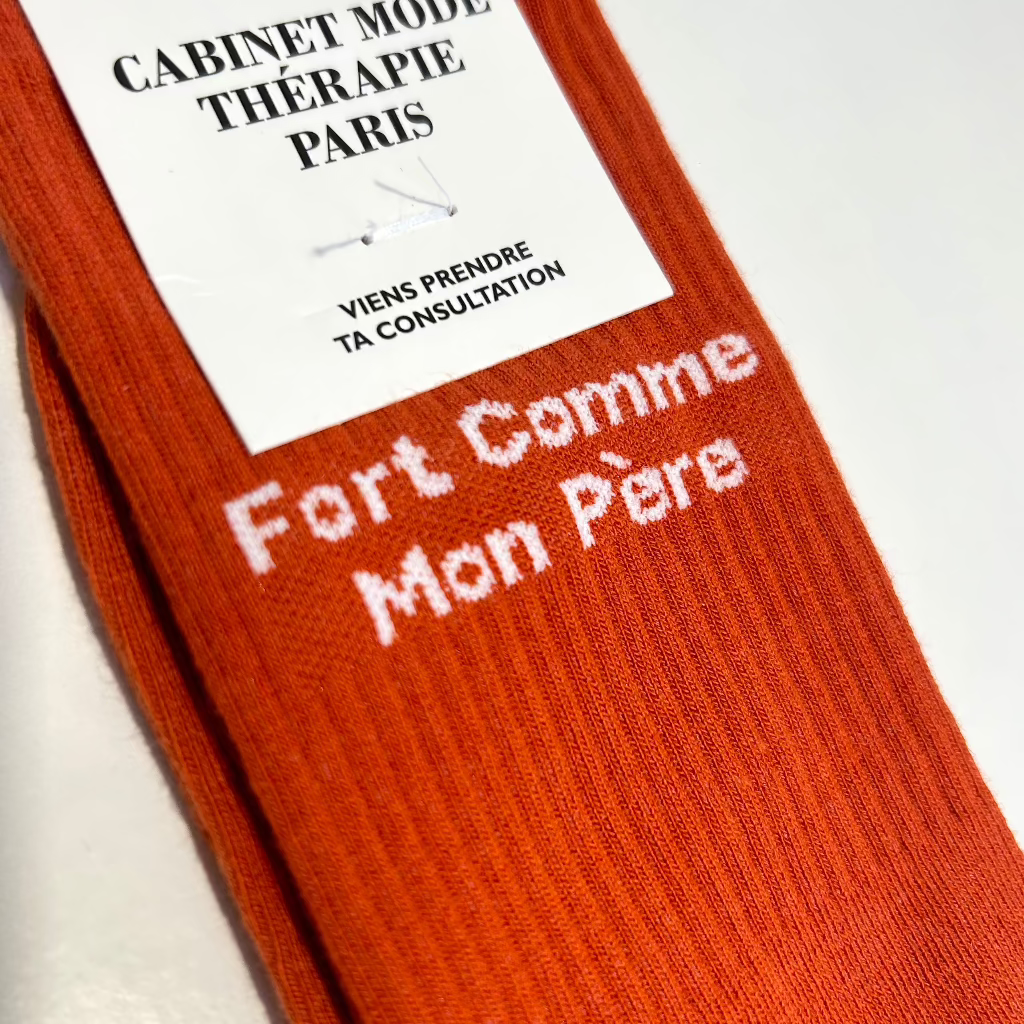 CABINET MODE
THÉRAPIE
PARIS
VIENS PRENDRE
TA CONSULTATION
Fort Comme
Mon Père